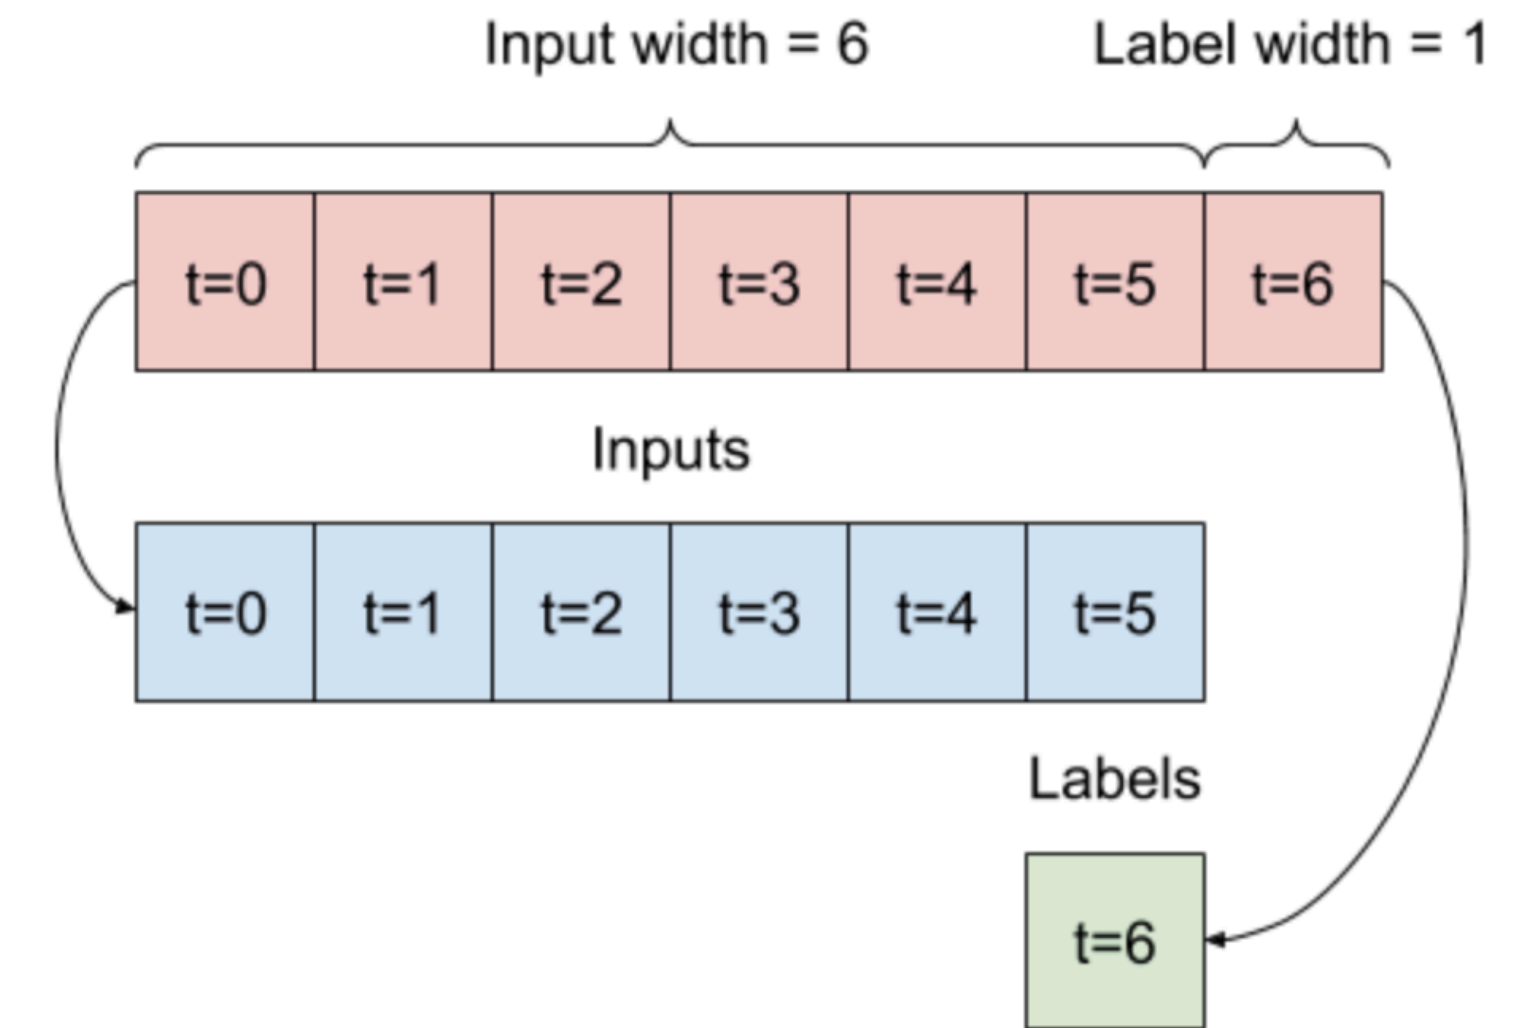 Input width = 6 Label width = 1
t=0 t=1 t=2 t=3 t=4 t=5 t=6
Inputs
t=0 t=1 t=2 t=3 t=4 t=5
Labels
t=6